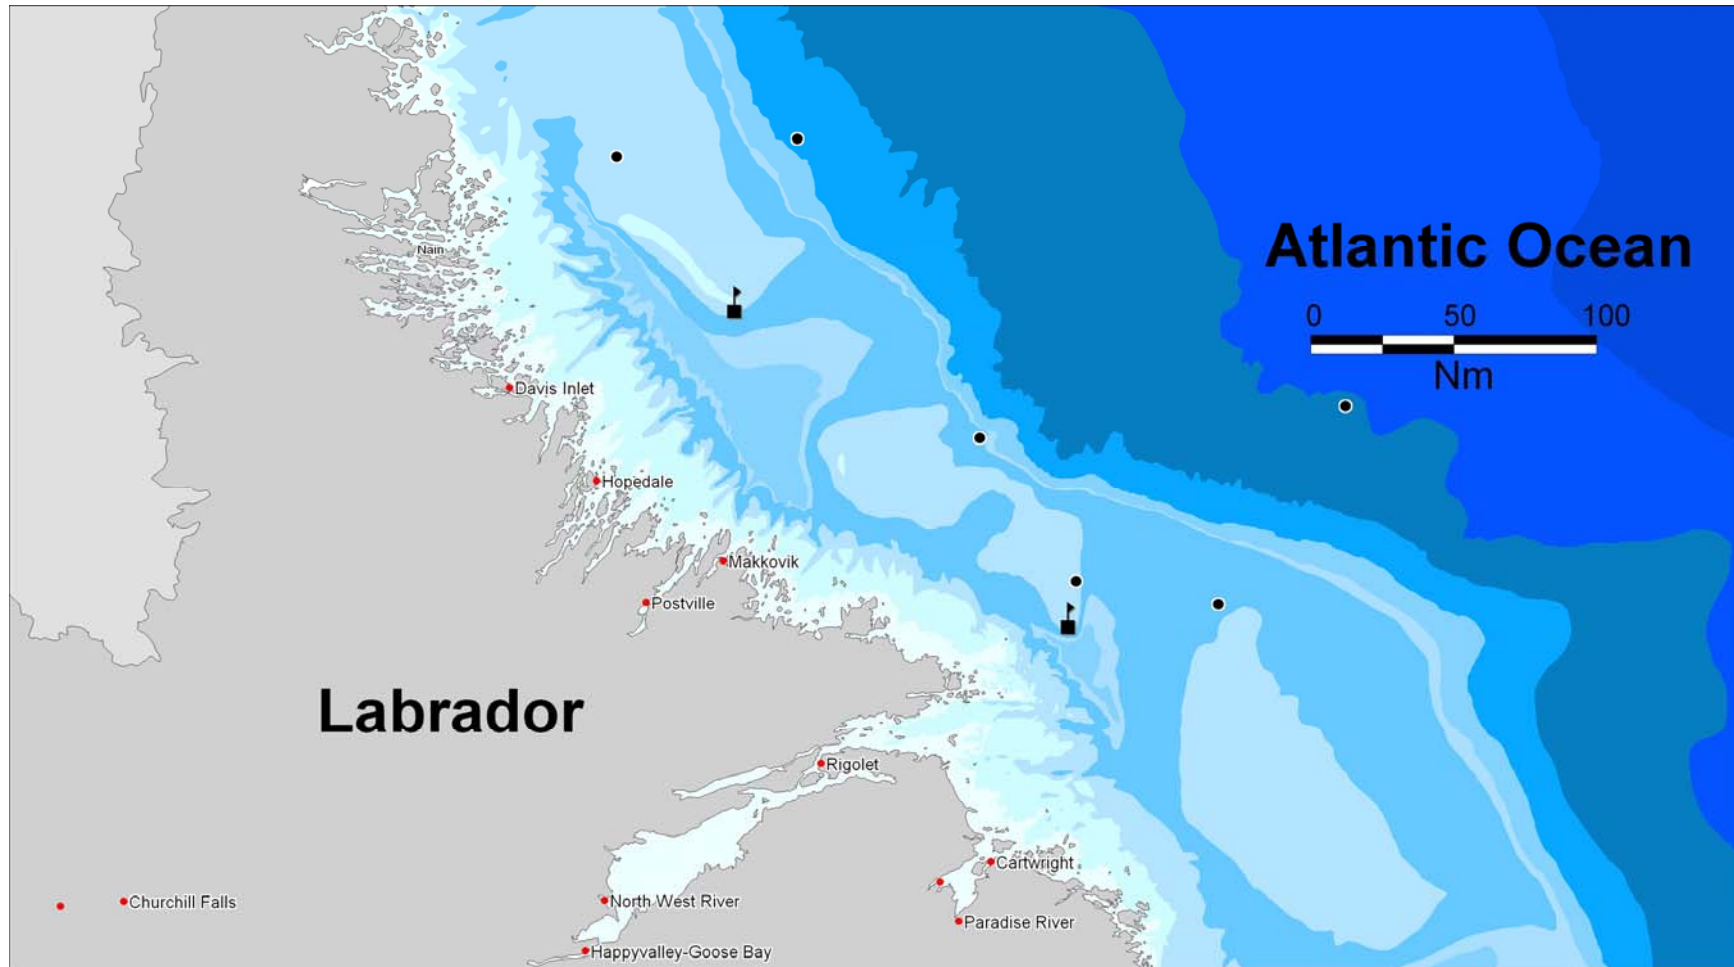 Nain
Atlantic Ocean
0 50 100
Nm
Davis Inlet
Hopedale
Makkovik
Postville
Labrador
Rigolet
Cartwright
Churchill Falls
North West River
Paradise River
Happyvalley-Goose Bay